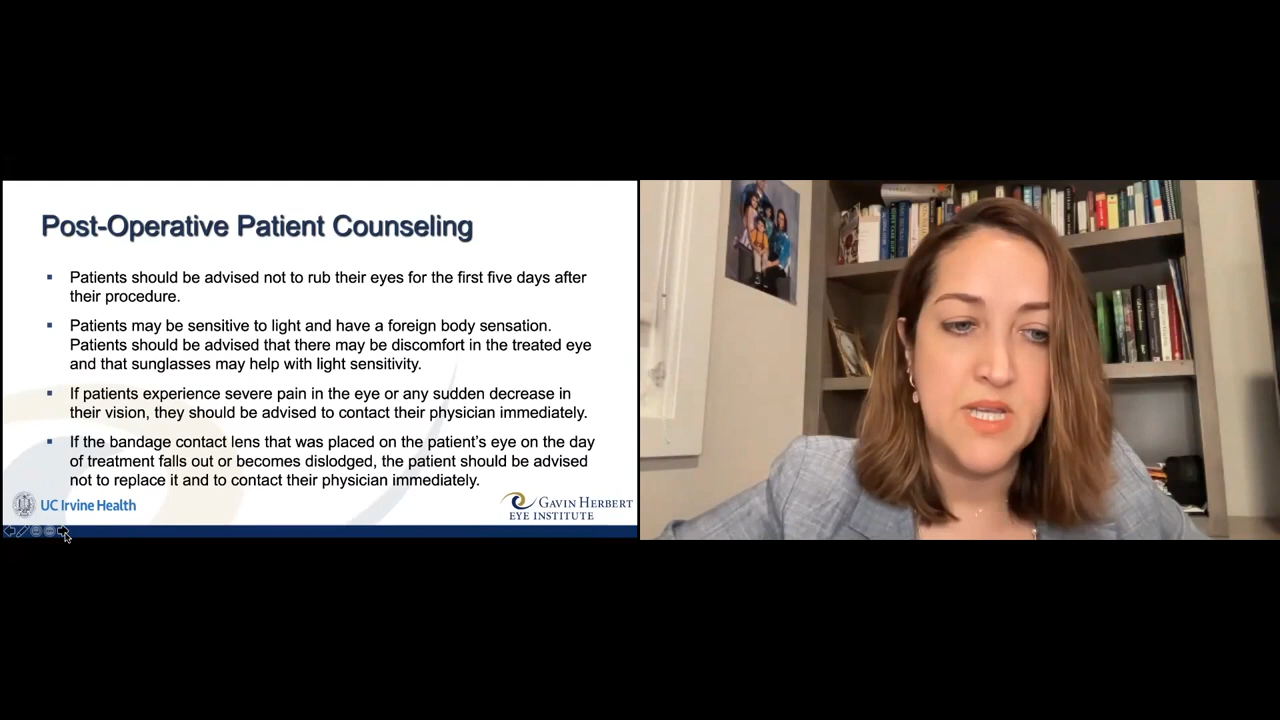 Post-Operative Patient Counseling
Patients should be advised not to rub their eyes for the first five days after
their procedure.
Patients may be sensitive to light and have a foreign body sensation.
Patients should be advised that there may be discomfort in the treated eye
and that sunglasses may help with light sensitivity.
If patients experience severe pain in the eye or any sudden decrease in
their vision, they should be advised to contact their physician immediately.
If the bandage contact lens that was placed on the patient's eye on the day
of treatment falls out or becomes dislodged, the patient should be advised
not to replace it and to contact their physician immediately.
UC Irvine Health
GAVIN HERBERT
EYE INSTITUTE